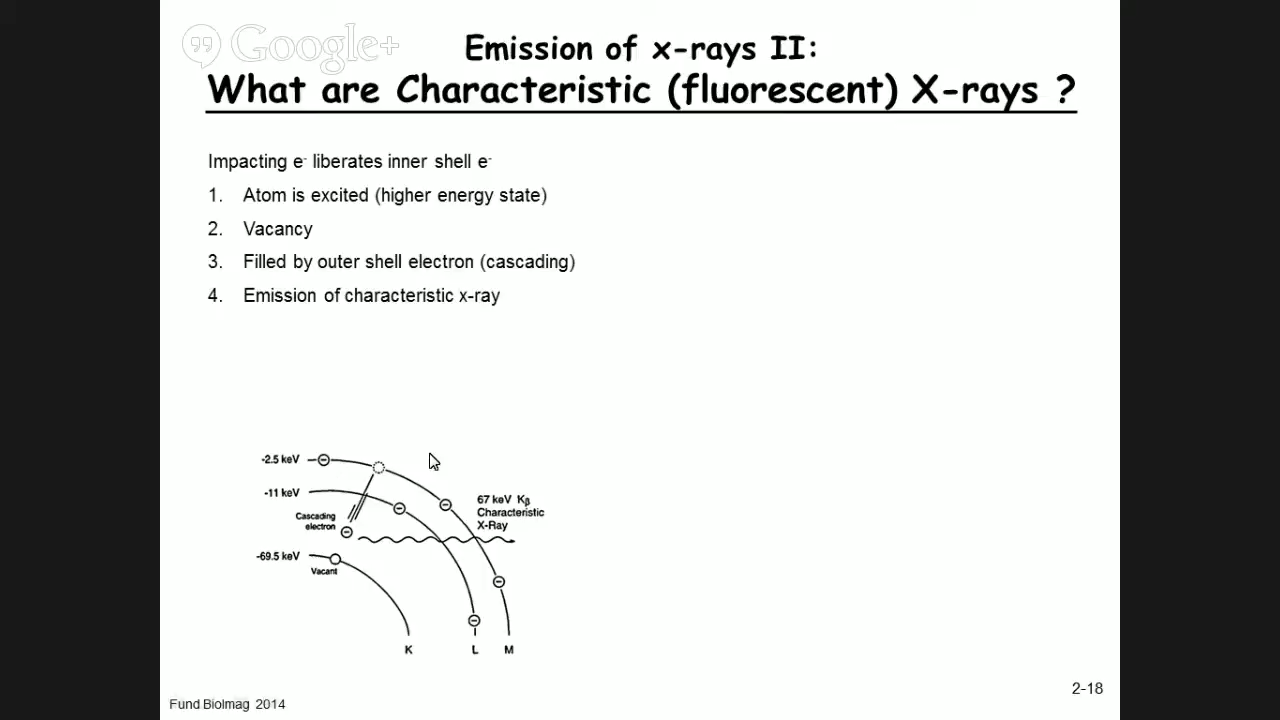 Google+
Emission of x-rays II:
What are Characteristic (fluorescent) X-rays ?
Impacting e⁻ liberates inner shell e⁻
1. Atom is excited (higher energy state)
2. Vacancy
3. Filled by outer shell electron (cascading)
4. Emission of characteristic x-ray
-2.5 keV
-11 keV
67 keV Kβ
Characteristic
X-Ray
Cascading
electron
-69.5 keV
Vacant
K L M
2-18
Fund BioImag 2014